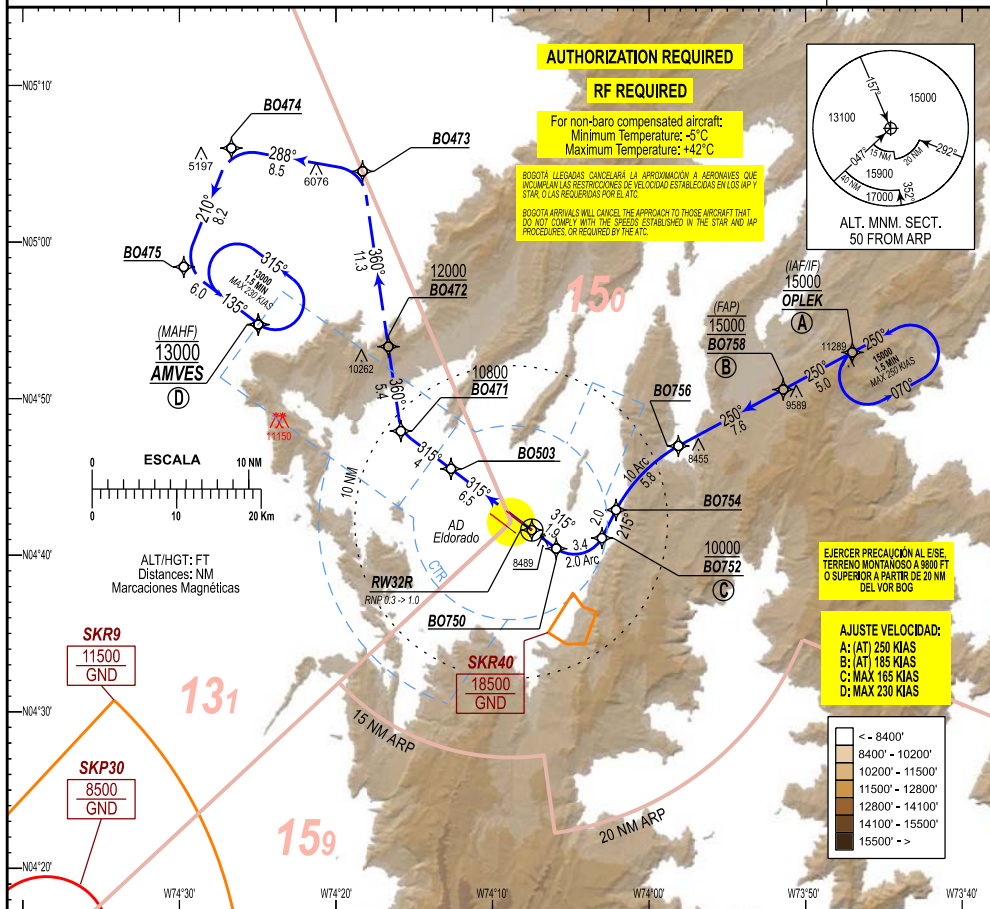 AUTHORIZATION REQUIRED
RF REQUIRED
For non-baro compensated aircraft:
Minimum Temperature: -5°C
Maximum Temperature: +42°C
BOGOTÁ LLEGADAS CANCELARÁ LA APROXIMACIÓN A AERONAVES QUE
INCUMPLAN LAS RESTRICCIONES DE VELOCIDAD ESTABLECIDAS EN LOS IAP Y
STAR, O LAS REQUERIDAS POR EL ATC.
BOGOTA ARRIVALS WILL CANCEL THE APPROACH TO THOSE AIRCRAFT THAT
DO NOT COMPLY WITH THE SPEEDS ESTABLISHED IN THE STAR AND IAP
PROCEDURES, OR REQUIRED BY THE ATC.
157°
15000
13100
047°
15 NM
20 NM
292°
15900
40 NM
17000
352°
ALT. MNM. SECT.
50 FROM ARP
N05°10'
N05°00'
N04°50'
N04°40'
N04°30'
N04°20'
BO474
5197
288°
8.5
6076
BO473
210°
8.2
BO475
6.0
135°
315°
13000
1.5 MIN
MAX 230 KIAS
(MAHF)
13000
AMVES
D
360°
11.3
12000
BO472
10262
360°
5.4
10800
BO471
11150
315°
4
BO503
315°
6.5
150
(IAF/IF)
15000
OPLEK
A
11289
250°
15000
1.5 MIN
MAX 250 KIAS
070°
(FAP)
15000
BO758
B
250°
5.0
9589
BO756
250°
7.6
8455
10 Arc
5.8
BO754
2.0
215°
10000
BO752
C
3.4
2.0 Arc
315°
1.9
8489
BO750
RW32R
RNP 0.3 -> 1.0
AD
Eldorado
CTR
10 NM
ESCALA
0 10 NM
0 10 20 Km
ALT/HGT: FT
Distances: NM
Marcaciones Magnéticas
EJERCER PRECAUCIÓN AL E/SE,
TERRENO MONTAÑOSO A 9800 FT
O SUPERIOR A PARTIR DE 20 NM
DEL VOR BOG
AJUSTE VELOCIDAD:
A: (AT) 250 KIAS
B: (AT) 185 KIAS
C: MAX 165 KIAS
D: MAX 230 KIAS
SKR9
11500
GND
SKR40
18500
GND
SKP30
8500
GND
131
159
15 NM ARP
20 NM ARP
< - 8400'
8400' - 10200'
10200' - 11500'
11500' - 12800'
12800' - 14100'
14100' - 15500'
15500' - >
W74°30'
W74°20'
W74°10'
W74°00'
W73°50'
W73°40'